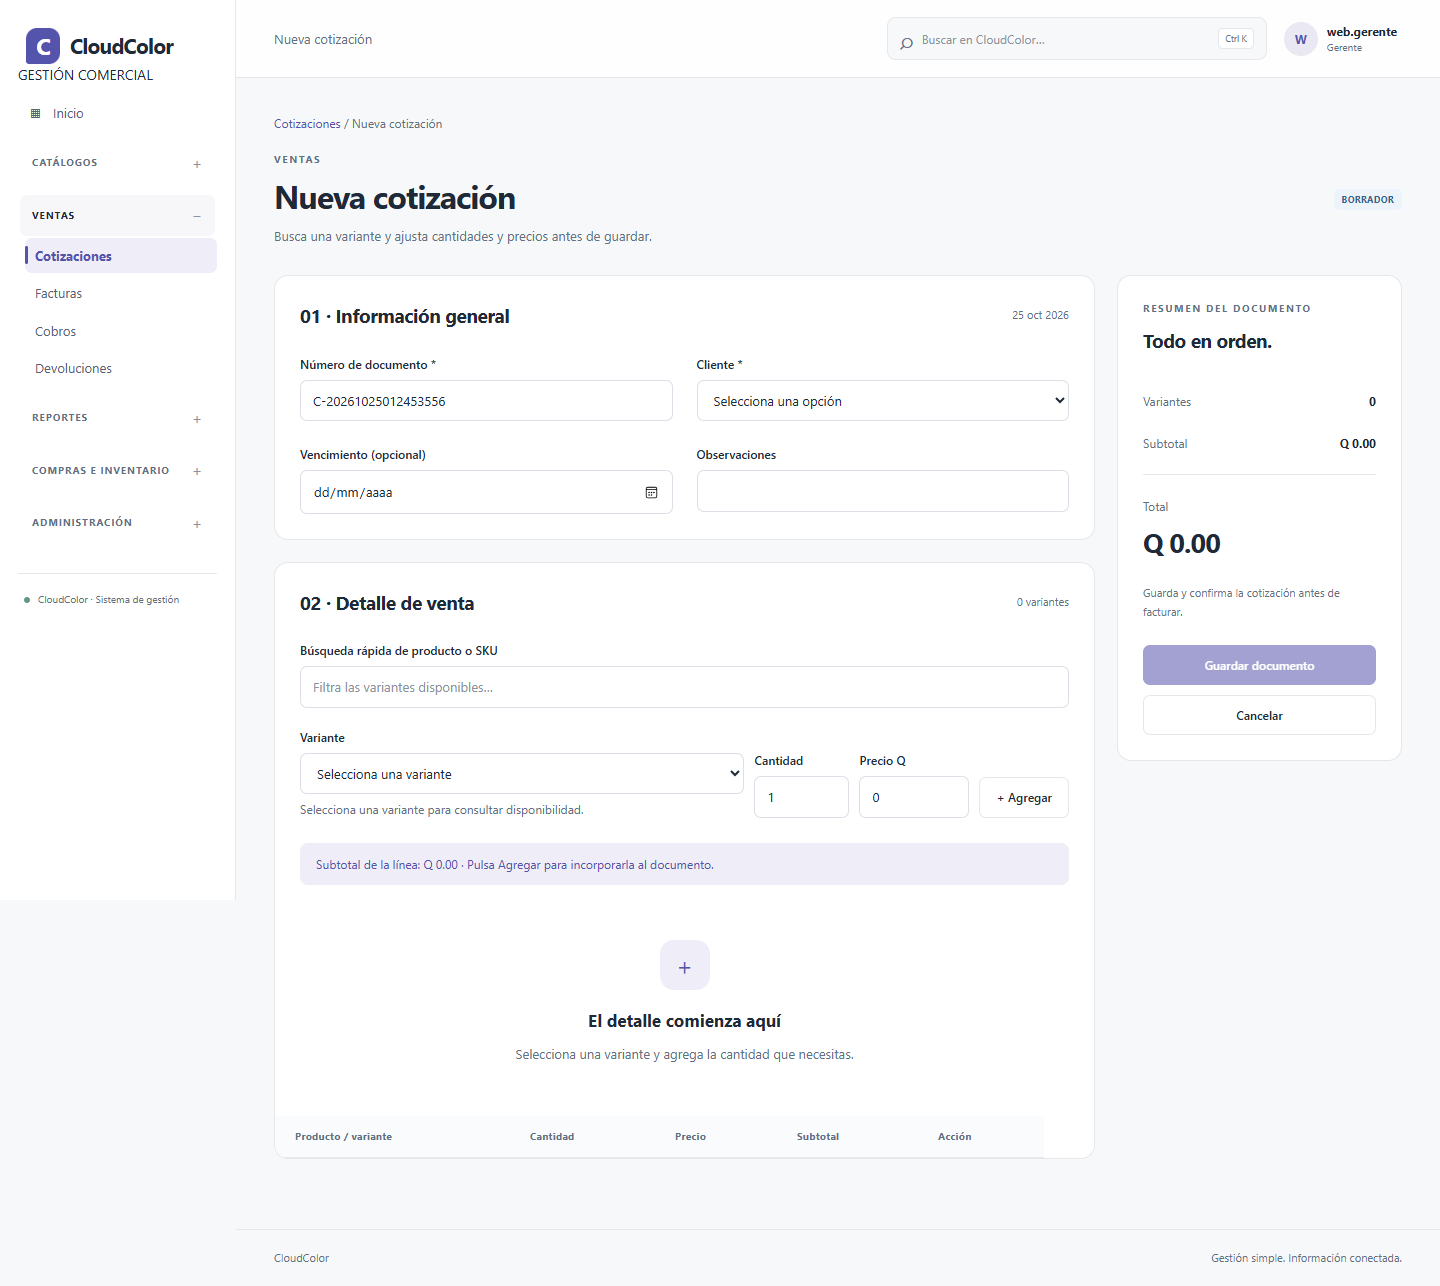 C CloudColor
GESTIÓN COMERCIAL
Inicio
CATÁLOGOS +
VENTAS −
Cotizaciones
Facturas
Cobros
Devoluciones
REPORTES +
COMPRAS E INVENTARIO +
ADMINISTRACIÓN +
CloudColor · Sistema de gestión
Nueva cotización
Buscar en CloudColor... Ctrl K
W web.gerente
Gerente
Cotizaciones / Nueva cotización
VENTAS
Nueva cotización
BORRADOR
Busca una variante y ajusta cantidades y precios antes de guardar.
01 · Información general 25 oct 2026
Número de documento * Cliente *
C-20261025012453556 Selecciona una opción
Vencimiento (opcional) Observaciones
dd/mm/aaaa
02 · Detalle de venta 0 variantes
Búsqueda rápida de producto o SKU
Filtra las variantes disponibles...
Variante
Cantidad Precio Q
Selecciona una variante
1 0 + Agregar
Selecciona una variante para consultar disponibilidad.
Subtotal de la línea: Q 0.00 · Pulsa Agregar para incorporarla al documento.
+
El detalle comienza aquí
Selecciona una variante y agrega la cantidad que necesitas.
Producto / variante Cantidad Precio Subtotal Acción
RESUMEN DEL DOCUMENTO
Todo en orden.
Variantes 0
Subtotal Q 0.00
Total
Q 0.00
Guarda y confirma la cotización antes de
facturar.
Guardar documento
Cancelar
CloudColor Gestión simple. Información conectada.